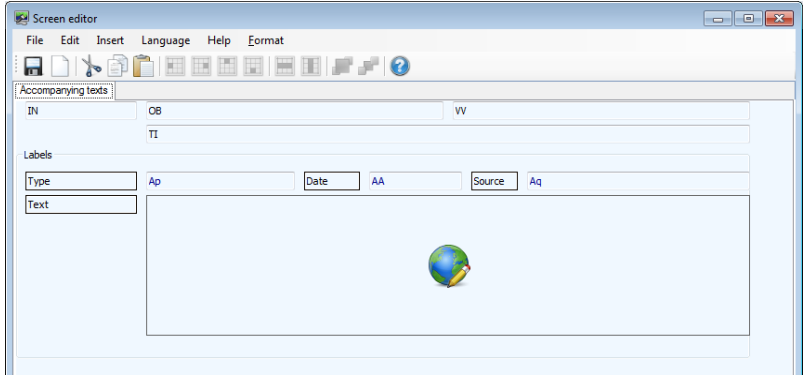 Screen editor
File Edit Insert Language Help Format
Accompanying texts
IN OB VV
TI
Labels
Type Ap Date AA Source Aq
Text